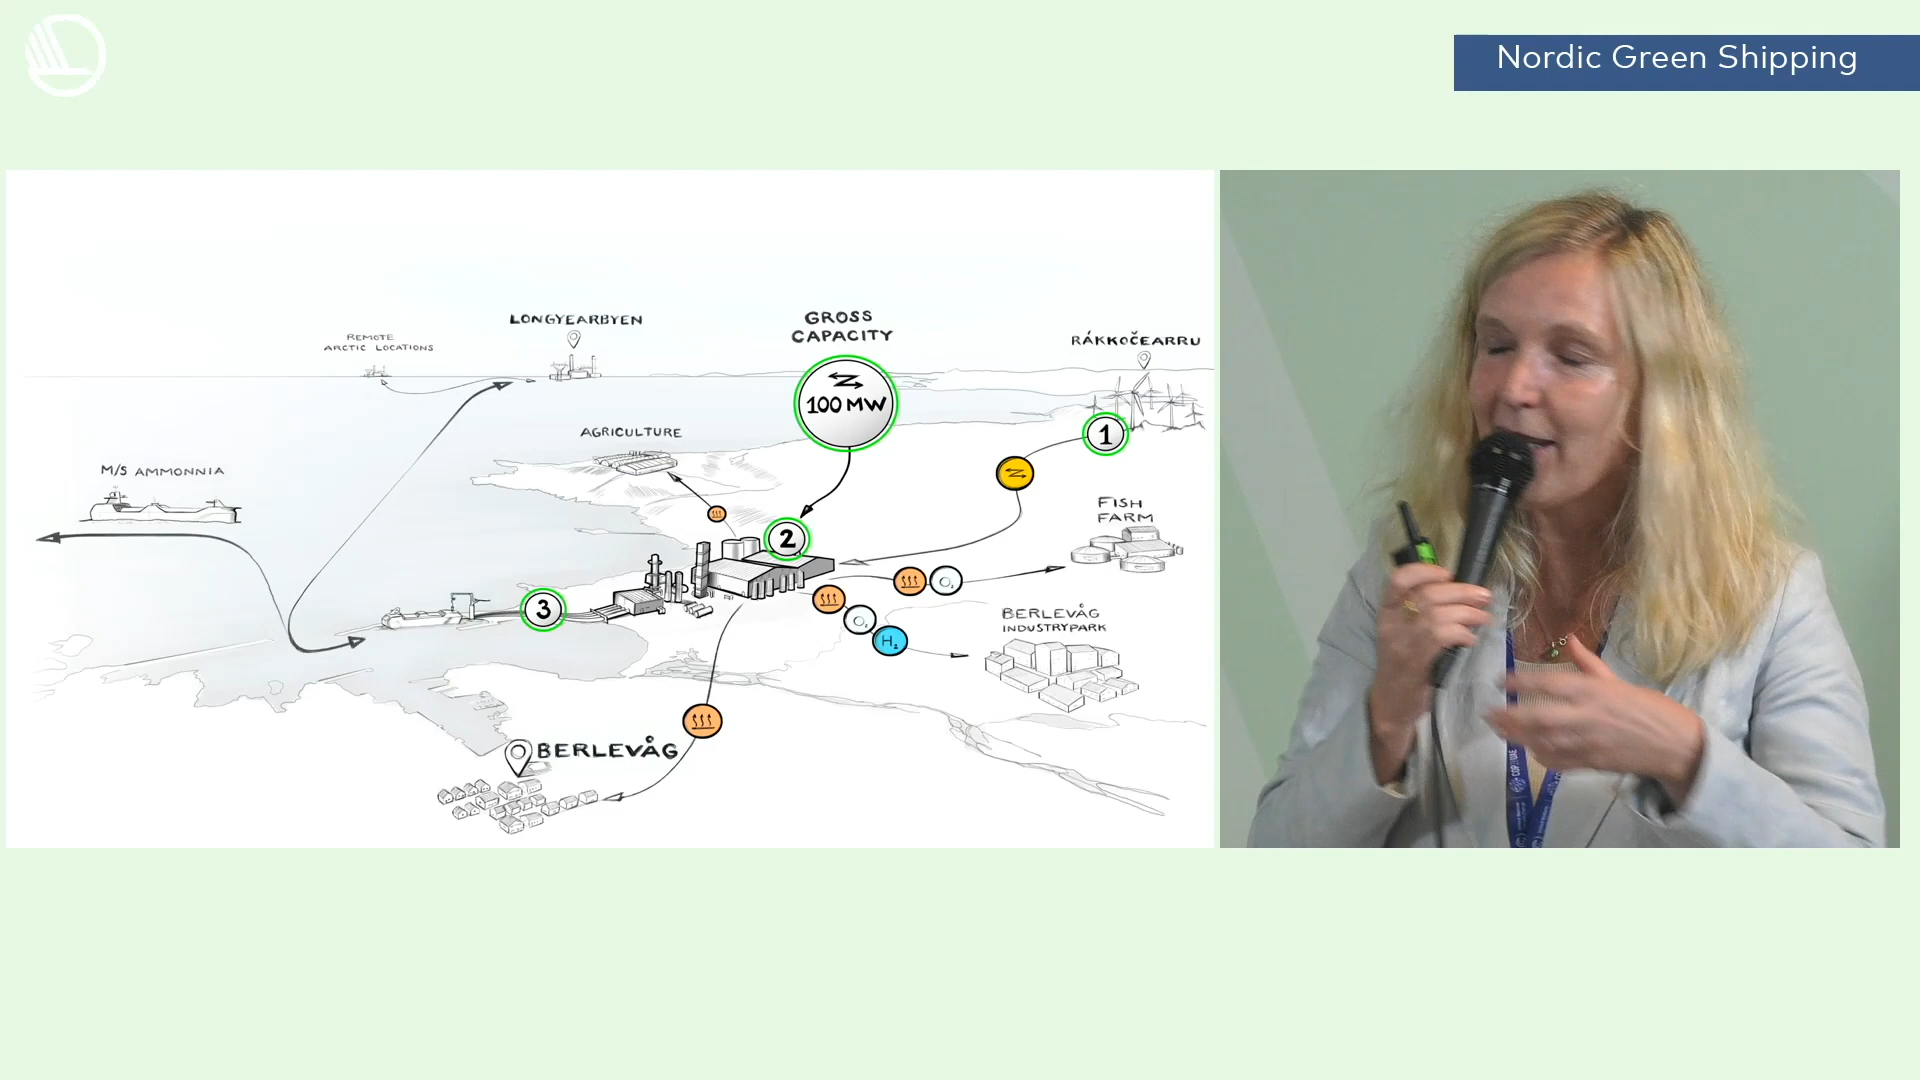 Nordic Green Shipping
LONGYEARBYEN
REMOTE
ARCTIC LOCATIONS
GROSS
CAPACITY
100 MW
RÁKKOČEARRU
1
AGRICULTURE
M/S AMMONNIA
FISH
FARM
2
3
O₂
O₂
H₂
BERLEVÅG
INDUSTRYPARK
BERLEVÅG